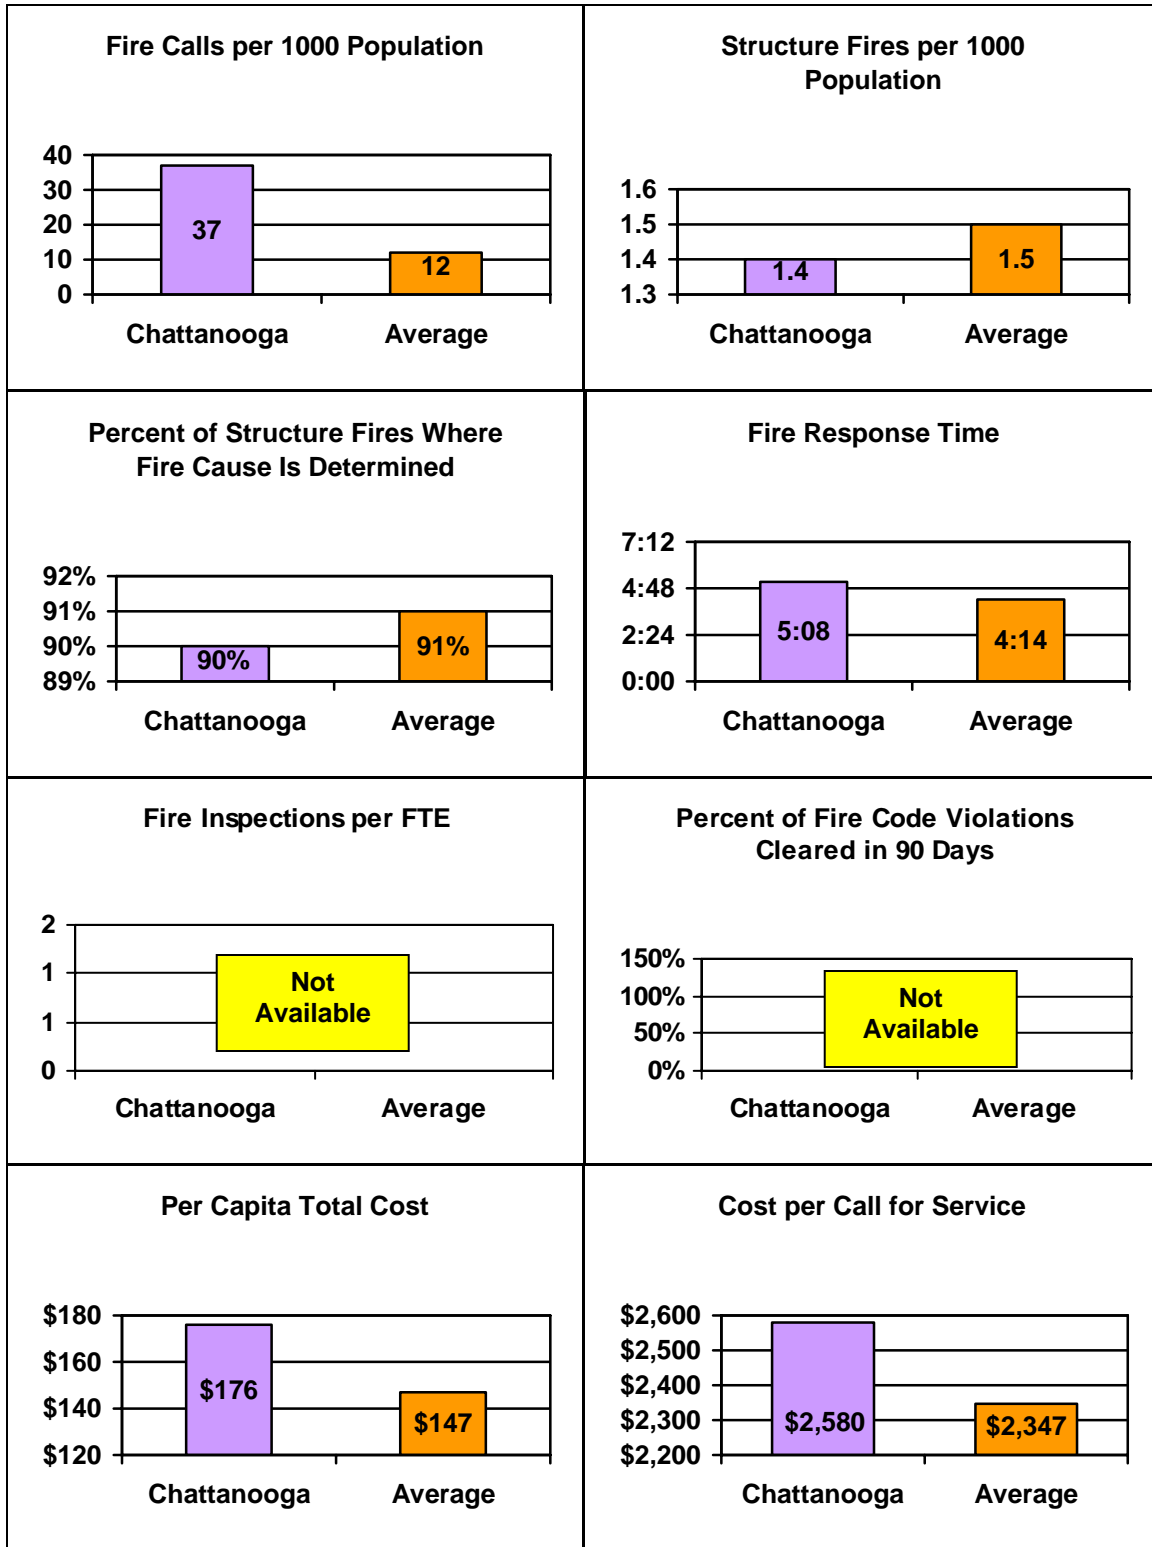 Fire Calls per 1000 Population
40
30
20
10
0
37
12
Chattanooga
Average
Structure Fires per 1000
Population
1.6
1.5
1.4
1.3
1.4
1.5
Chattanooga
Average
Percent of Structure Fires Where
Fire Cause Is Determined
92%
91%
90%
89%
90%
91%
Chattanooga
Average
Fire Response Time
7:12
4:48
2:24
0:00
5:08
4:14
Chattanooga
Average
Fire Inspections per FTE
2
1
1
0
Not
Available
Chattanooga
Average
Percent of Fire Code Violations
Cleared in 90 Days
150%
100%
50%
0%
Not
Available
Chattanooga
Average
Per Capita Total Cost
$180
$160
$140
$120
$176
$147
Chattanooga
Average
Cost per Call for Service
$2,600
$2,500
$2,400
$2,300
$2,200
$2,580
$2,347
Chattanooga
Average